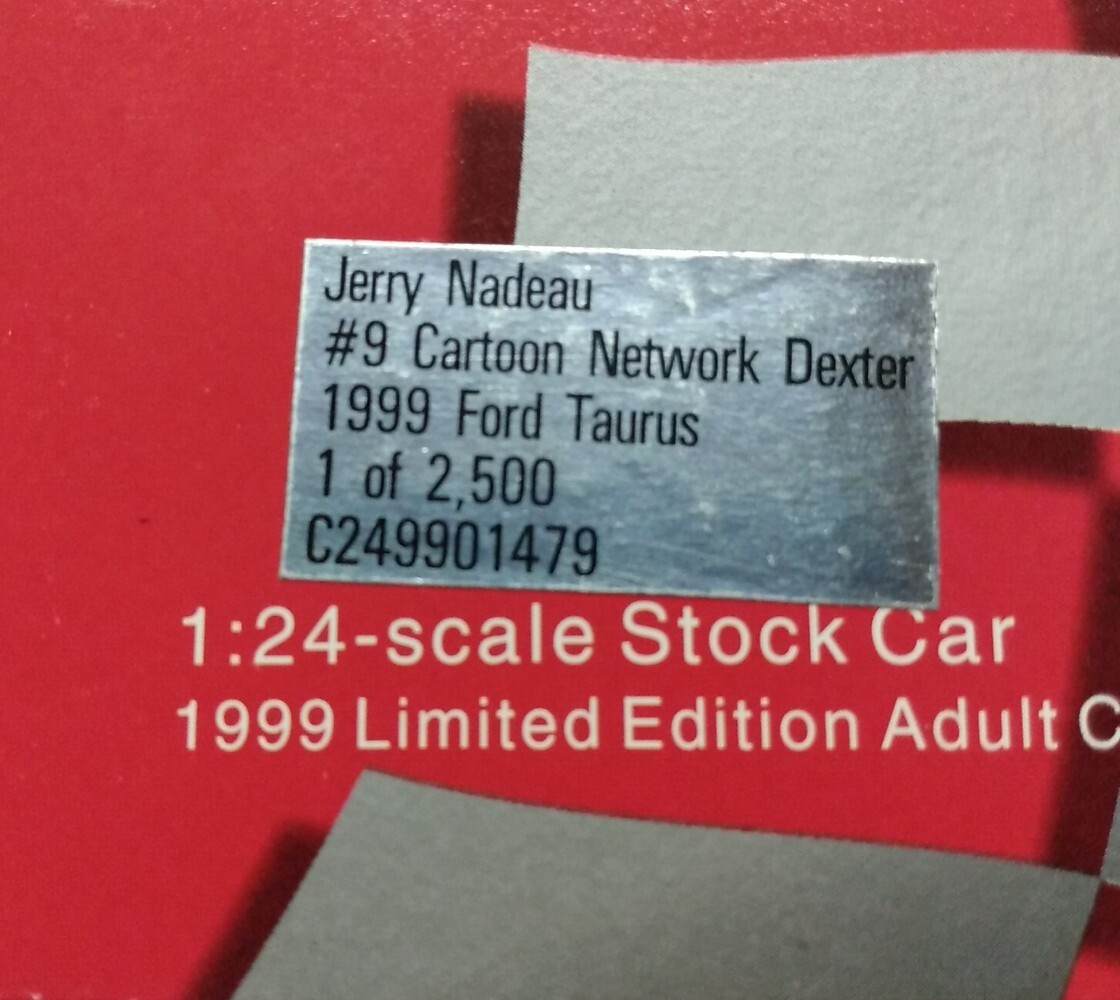 Jerry Nadeau
#9 Cartoon Network Dexter
1999 Ford Taurus
1 of 2,500
C249901479
1:24-scale Stock Car
1999 Limited Edition Adult C